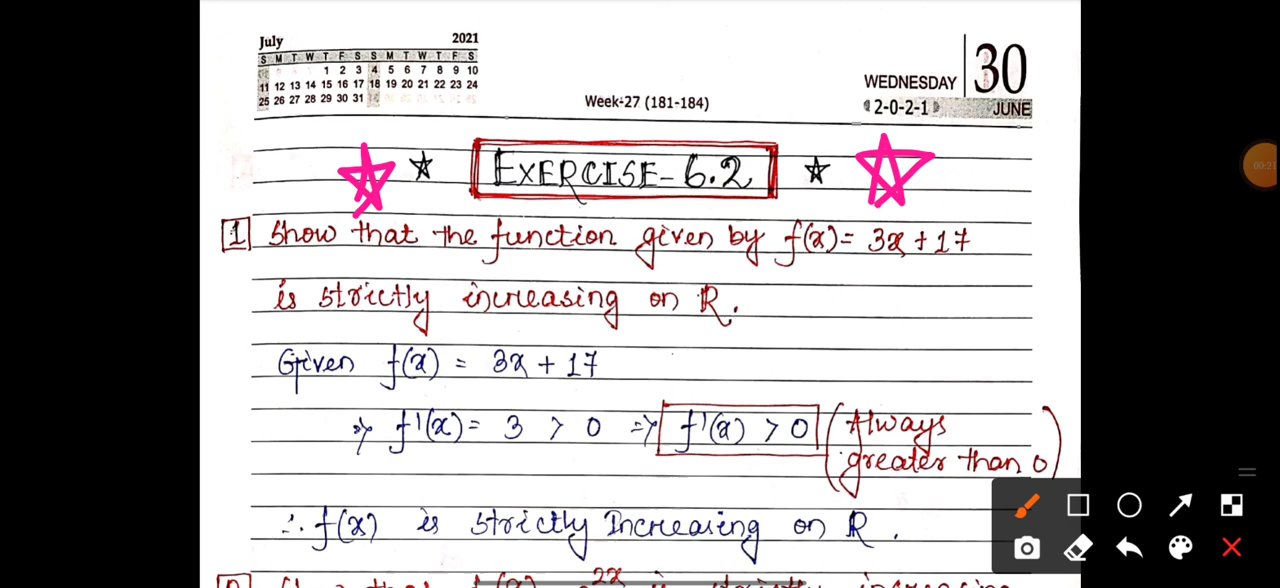 July 2021
S M T W T F S S M T W T F S
1 2 3 4 5 6 7 8 9 10
11 12 13 14 15 16 17 18 19 20 21 22 23 24
25 26 27 28 29 30 31
Week-27 (181-184)
WEDNESDAY 30
2-0-2-1 JUNE
EXERCISE-6.2
1 Show that the function given by f(x)= 3x+17
is strictly increasing on R.
Given f(x) = 3x+17
⇒ f'(x)= 3 > 0 ⇒ f'(x) > 0 (Always
greater than 0)
∴ f(x) is strictly Increasing on R.
00:2